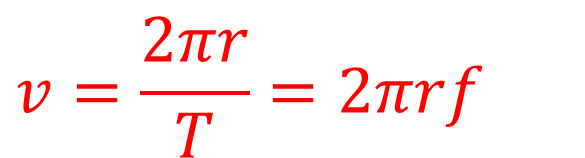 v = 2πr/T = 2πrf